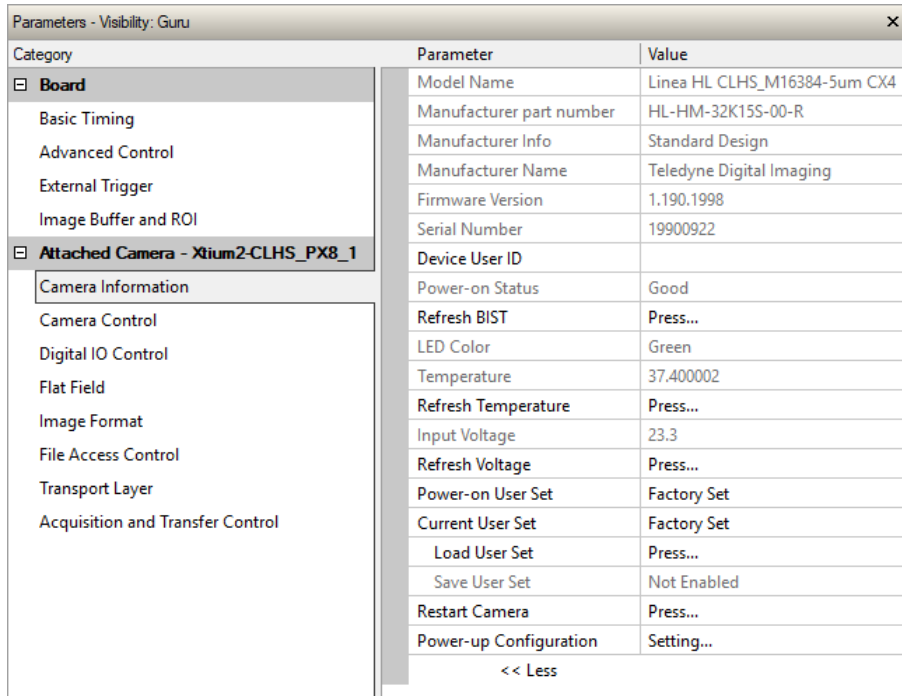 Parameters - Visibility: Guru
Category
Board
Basic Timing
Advanced Control
External Trigger
Image Buffer and ROI
Attached Camera - Xtium2-CLHS_PX8_1
Camera Information
Camera Control
Digital IO Control
Flat Field
Image Format
File Access Control
Transport Layer
Acquisition and Transfer Control
Parameter Value
Model Name Linea HL CLHS_M16384-5um CX4
Manufacturer part number HL-HM-32K15S-00-R
Manufacturer Info Standard Design
Manufacturer Name Teledyne Digital Imaging
Firmware Version 1.190.1998
Serial Number 19900922
Device User ID
Power-on Status Good
Refresh BIST Press...
LED Color Green
Temperature 37.400002
Refresh Temperature Press...
Input Voltage 23.3
Refresh Voltage Press...
Power-on User Set Factory Set
Current User Set Factory Set
Load User Set Press...
Save User Set Not Enabled
Restart Camera Press...
Power-up Configuration Setting...
<< Less